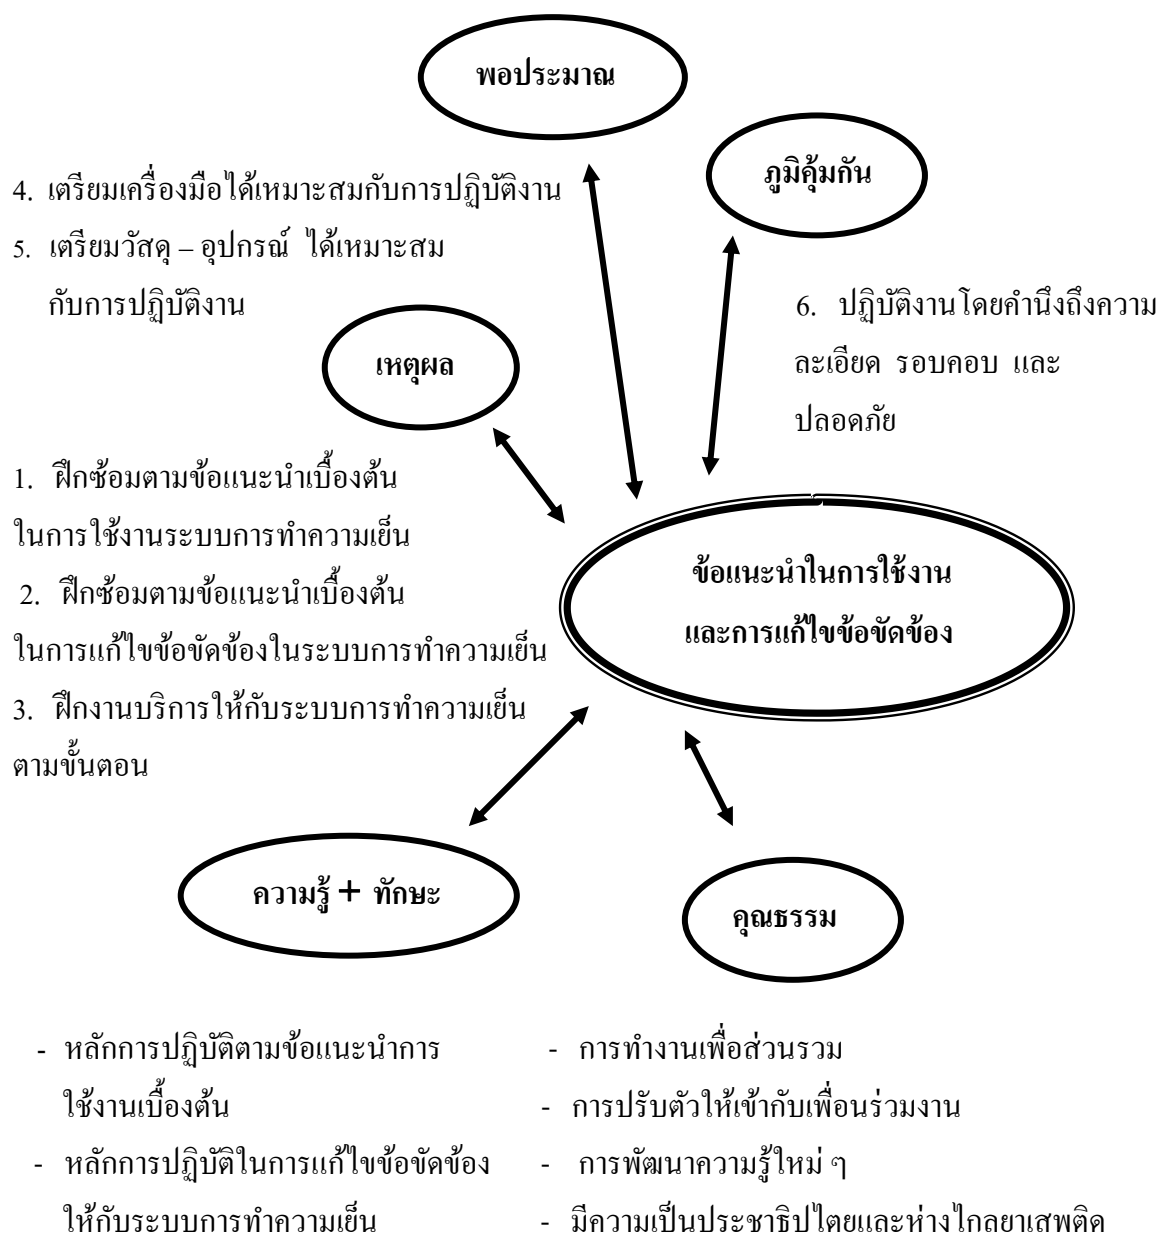 พอประมาณ
ภูมิคุ้มกัน
4. เตรียมเครื่องมือได้เหมาะสมกับการปฏิบัติงาน
5. เตรียมวัสดุ – อุปกรณ์ ได้เหมาะสม
กับการปฏิบัติงาน
6. ปฏิบัติงานโดยคำนึงถึงความ
ละเอียด รอบคอบ และ
ปลอดภัย
เหตุผล
1. ฝึกซ้อมตามข้อแนะนำเบื้องต้น
ในการใช้งานระบบการทำความเย็น
2. ฝึกซ้อมตามข้อแนะนำเบื้องต้น
ในการแก้ไขข้อขัดข้องในระบบการทำความเย็น
3. ฝึกงานบริการให้กับระบบการทำความเย็น
ตามขั้นตอน
ข้อแนะนำในการใช้งาน
และการแก้ไขข้อขัดข้อง
ความรู้ + ทักษะ
คุณธรรม
- หลักการปฏิบัติตามข้อแนะนำการ
ใช้งานเบื้องต้น
- หลักการปฏิบัติในการแก้ไขข้อขัดข้อง
ให้กับระบบการทำความเย็น
- การทำงานเพื่อส่วนรวม
- การปรับตัวให้เข้ากับเพื่อนร่วมงาน
- การพัฒนาความรู้ใหม่ ๆ
- มีความเป็นประชาธิปไตยและห่างไกลยาเสพติด